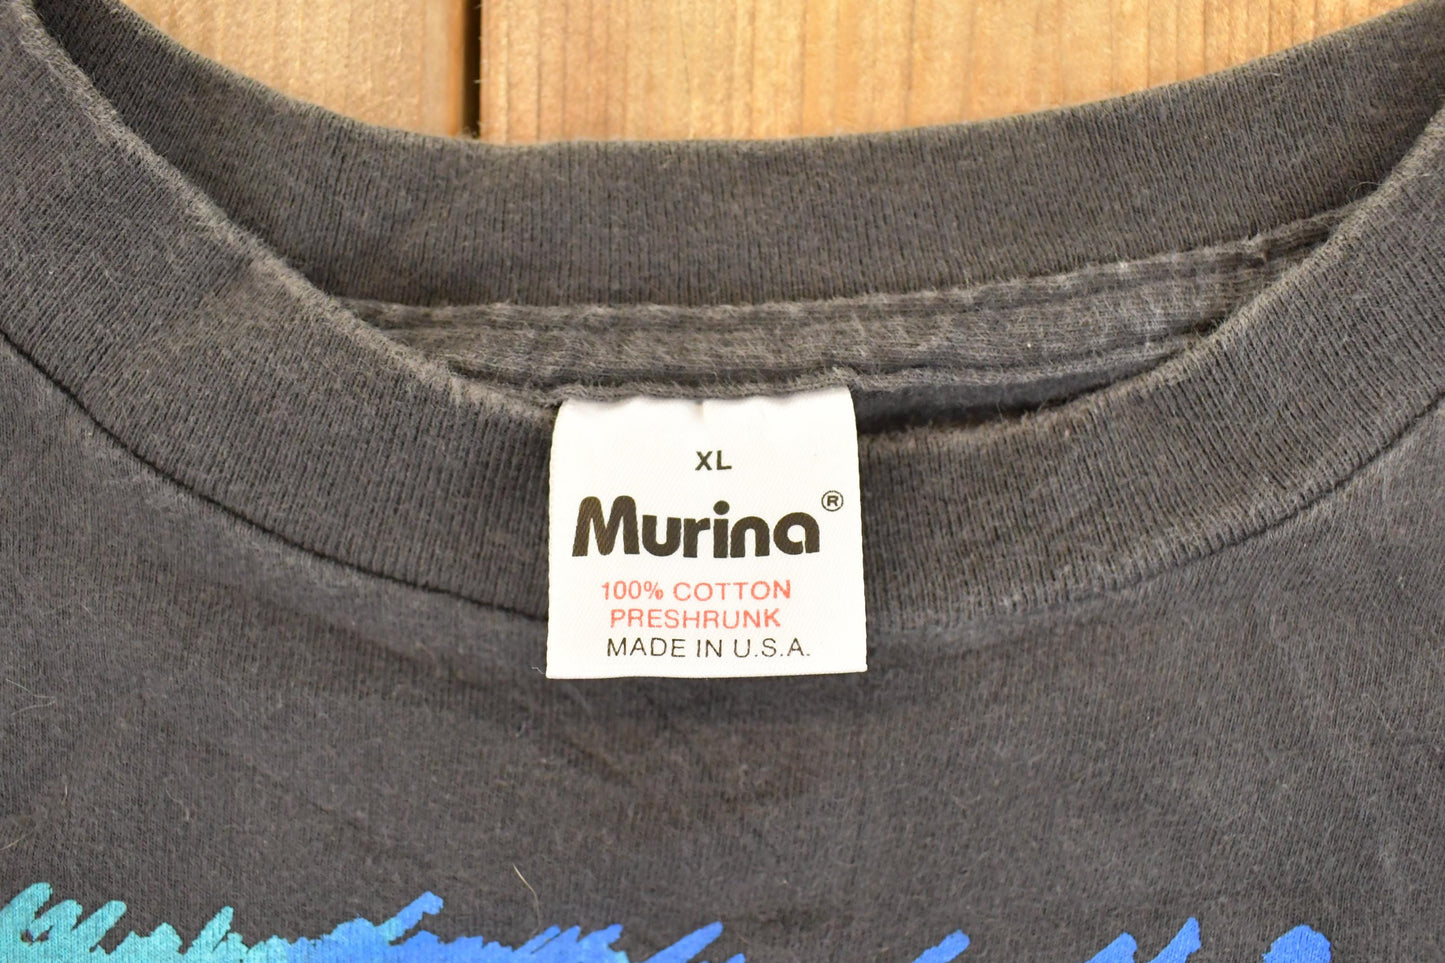 XL
Murina®
100% COTTON
PRESHRUNK
MADE IN U.S.A.